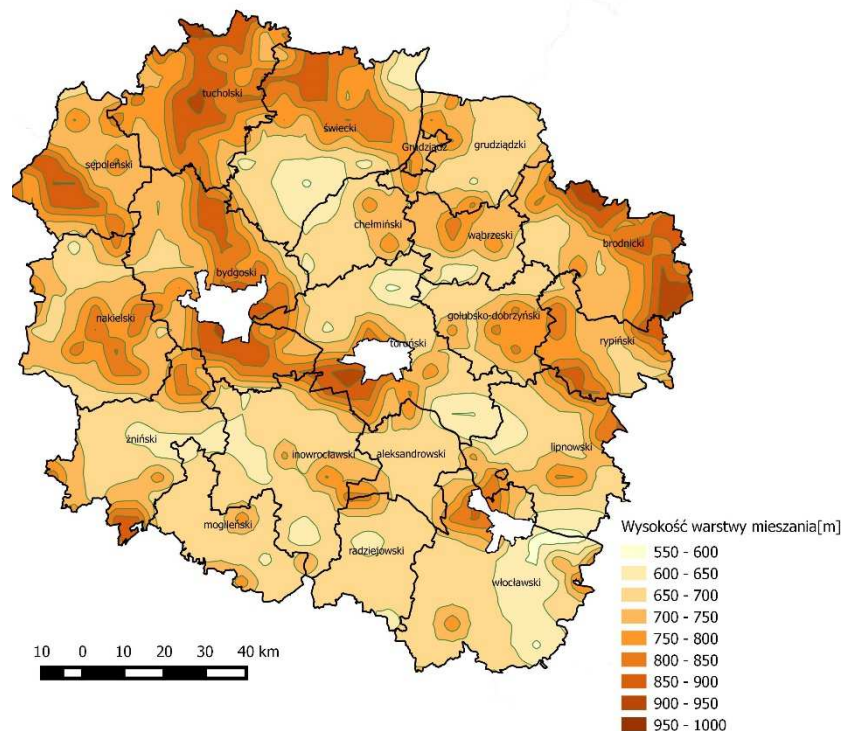 tucholski
świecki
sępoleński
Grudziądz
grudziądzki
chełmiński
wąbrzeski
brodnicki
bydgoski
nakielski
toruński
golubsko-dobrzyński
rypiński
żniński
inowrocławski
aleksandrowski
lipnowski
mogileński
radziejowski
włocławski
Wysokość warstwy mieszania[m]
550 - 600
600 - 650
650 - 700
700 - 750
750 - 800
800 - 850
850 - 900
900 - 950
950 - 1000
10 0 10 20 30 40 km